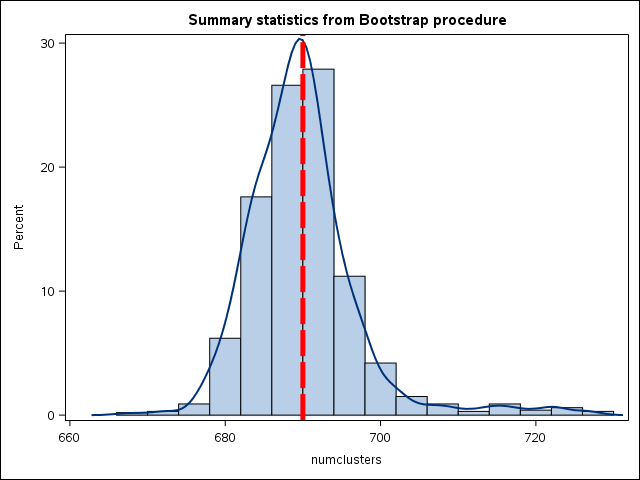 Summary statistics from Bootstrap procedure
30
20
10
0
Percent
660 680 700 720
numclusters